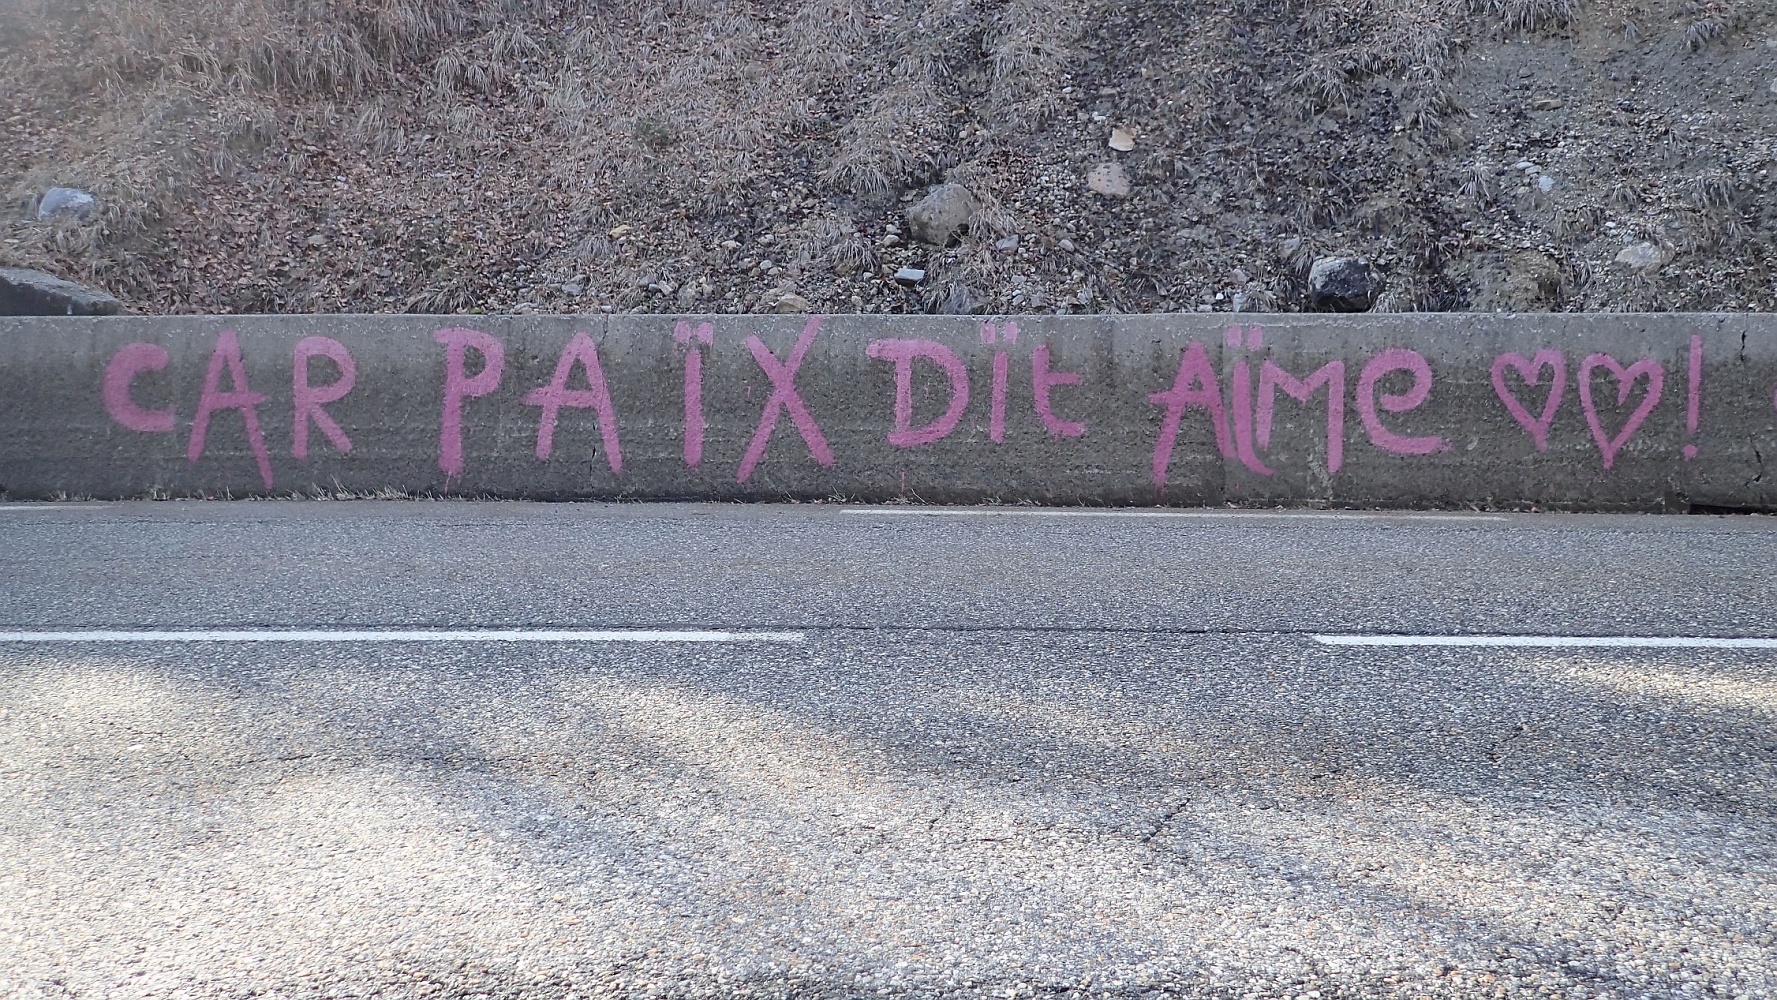 CAR PAÏX DÏt AÏMe ♡♡!